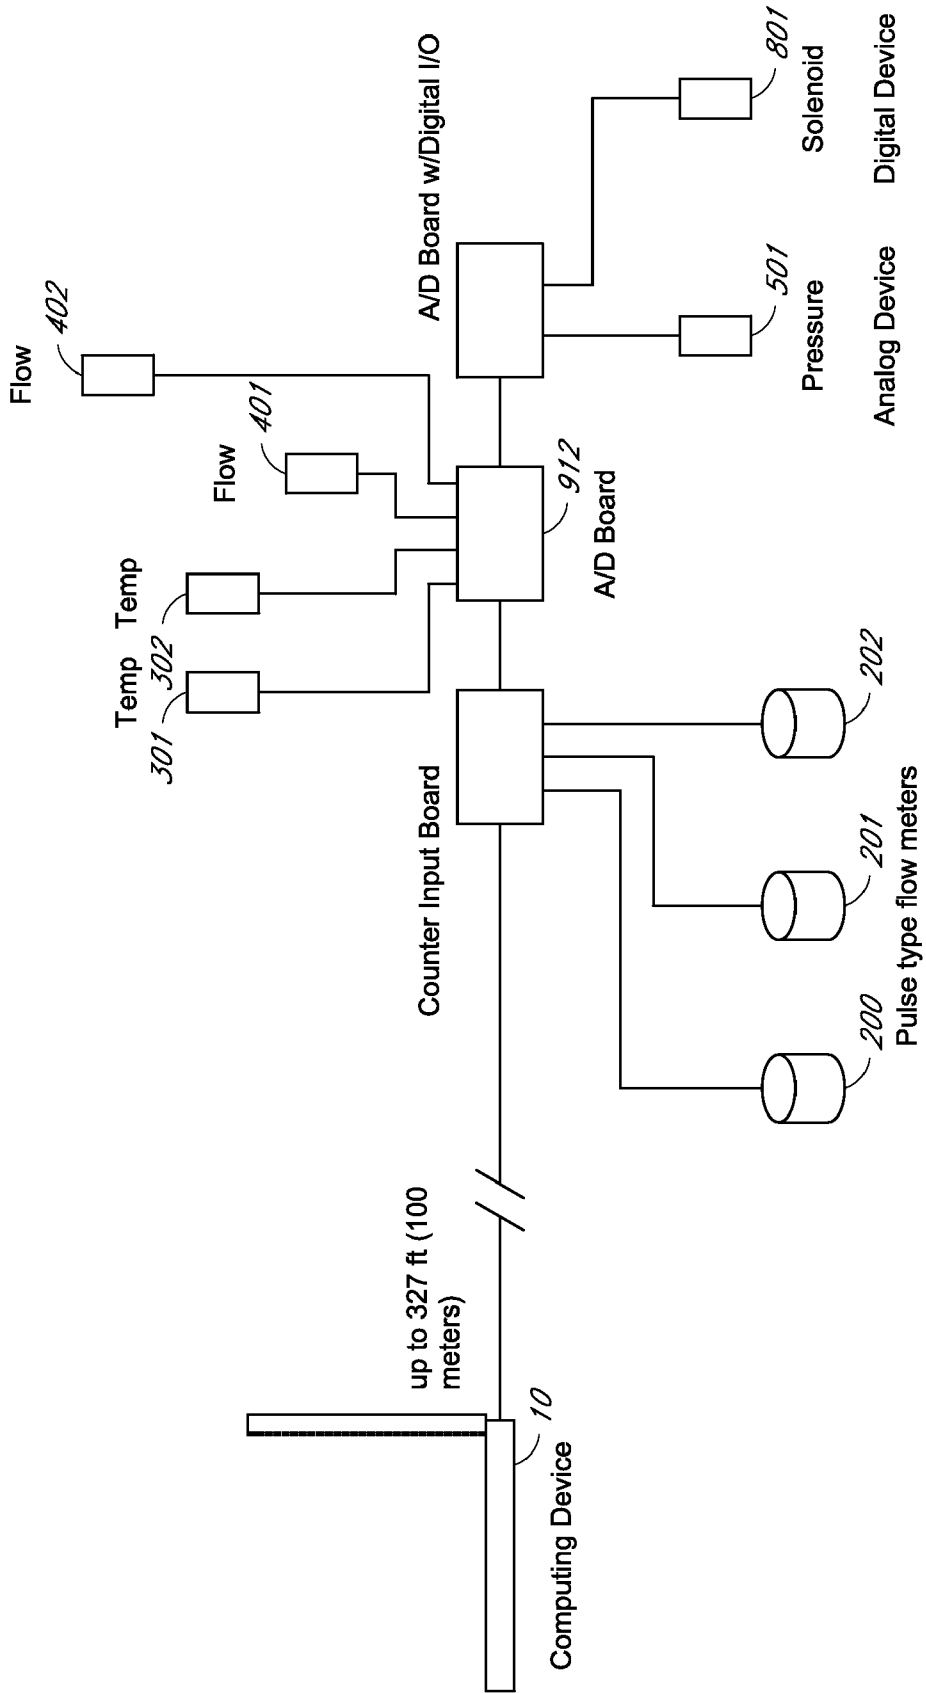 Flow
402
Flow
401
Temp
302
Temp
301
A/D Board w/Digital I/O
Counter Input Board
912
A/D Board
up to 327 ft (100
meters)
10
Computing Device
801
Solenoid
Digital Device
501
Pressure
Analog Device
200
201
202
Pulse type flow meters